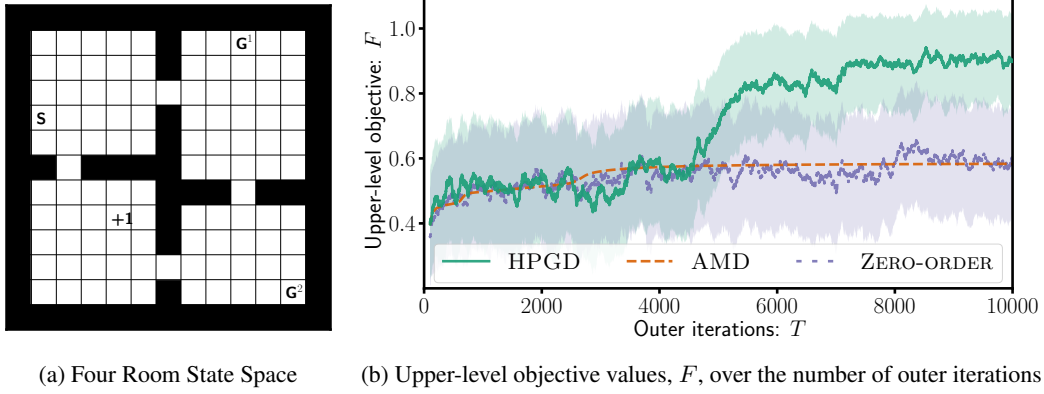 G¹
S
+1
G²
(a) Four Room State Space
Upper-level objective: F
1.0
0.8
0.6
0.4
HPGD AMD ZERO-ORDER
0 2000 4000 6000 8000 10000
Outer iterations: T
(b) Upper-level objective values, F, over the number of outer iterations